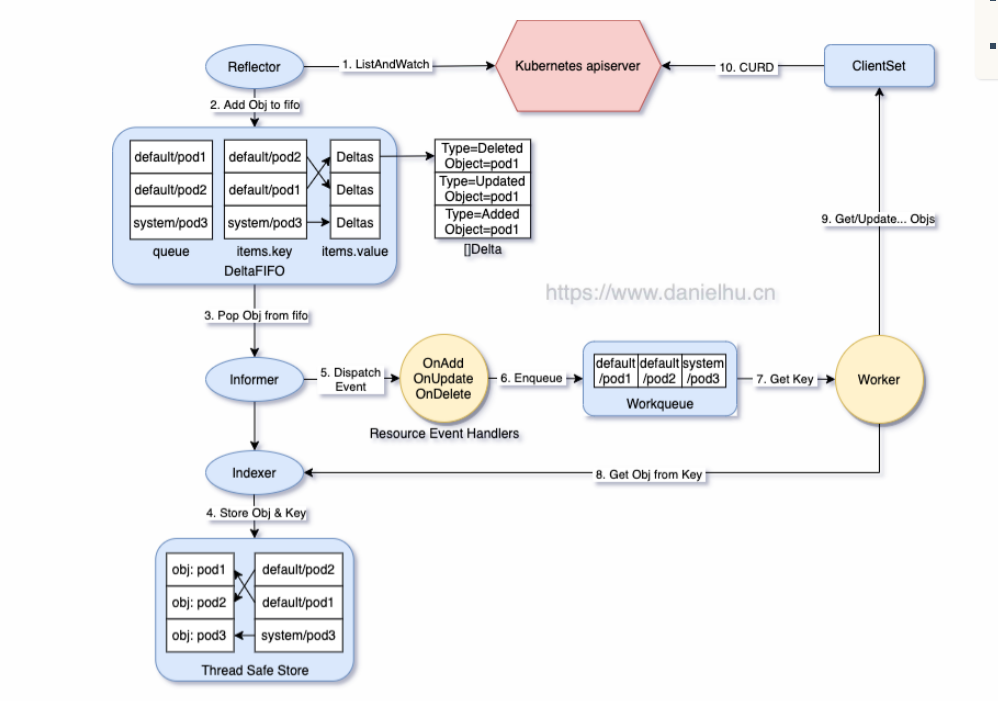 Reflector
1. ListAndWatch
Kubernetes apiserver
10. CURD
ClientSet
2. Add Obj to fifo
default/pod1
default/pod2
system/pod3
queue
default/pod2
default/pod1
system/pod3
items.key
Deltas
Deltas
Deltas
items.value
DeltaFIFO
Type=Deleted
Object=pod1
Type=Updated
Object=pod1
Type=Added
Object=pod1
[]Delta
9. Get/Update... Objs
https://www.danielhu.cn
3. Pop Obj from fifo
Informer
5. Dispatch
Event
OnAdd
OnUpdate
OnDelete
Resource Event Handlers
6. Enqueue
default
/pod1
default
/pod2
system
/pod3
Workqueue
7. Get Key
Worker
Indexer
8. Get Obj from Key
4. Store Obj & Key
obj: pod1
obj: pod2
obj: pod3
default/pod2
default/pod1
system/pod3
Thread Safe Store